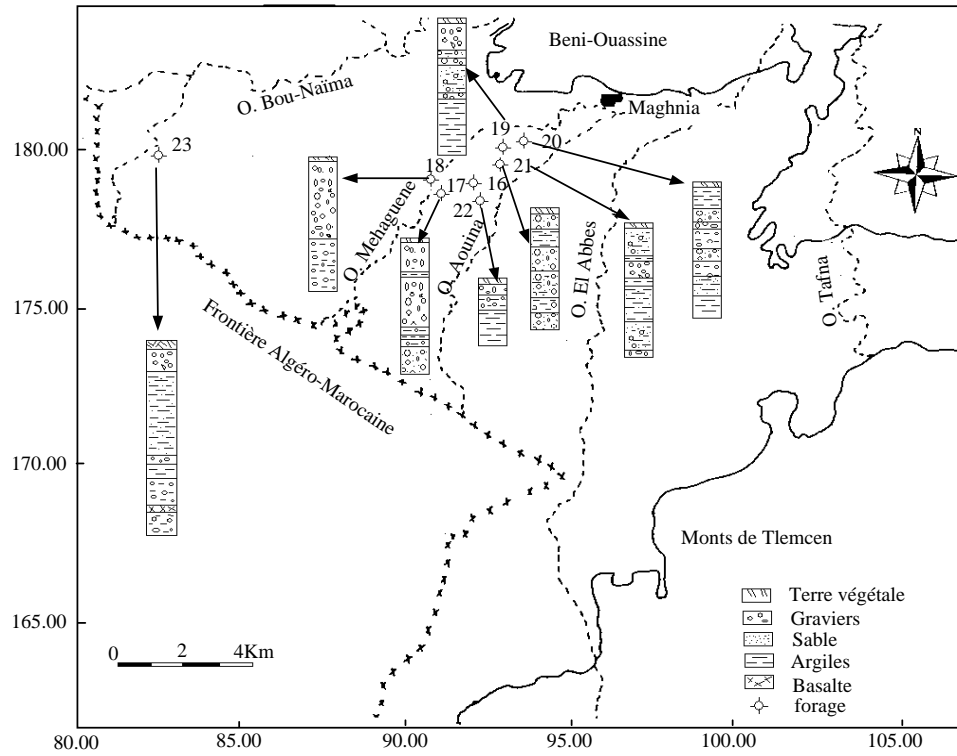 Beni-Ouassine
O. Bou-Naima
Maghnia
N
180.00
23
19
20
18
17
16
21
22
O. Mehaguene
O. Aouina
O. El Abbes
O. Tafna
175.00
Frontière Algéro-Marocaine
170.00
Monts de Tlemcen
165.00
0 2 4Km
Terre végétale
Graviers
Sable
Argiles
Basalte
forage
80.00 85.00 90.00 95.00 100.00 105.00